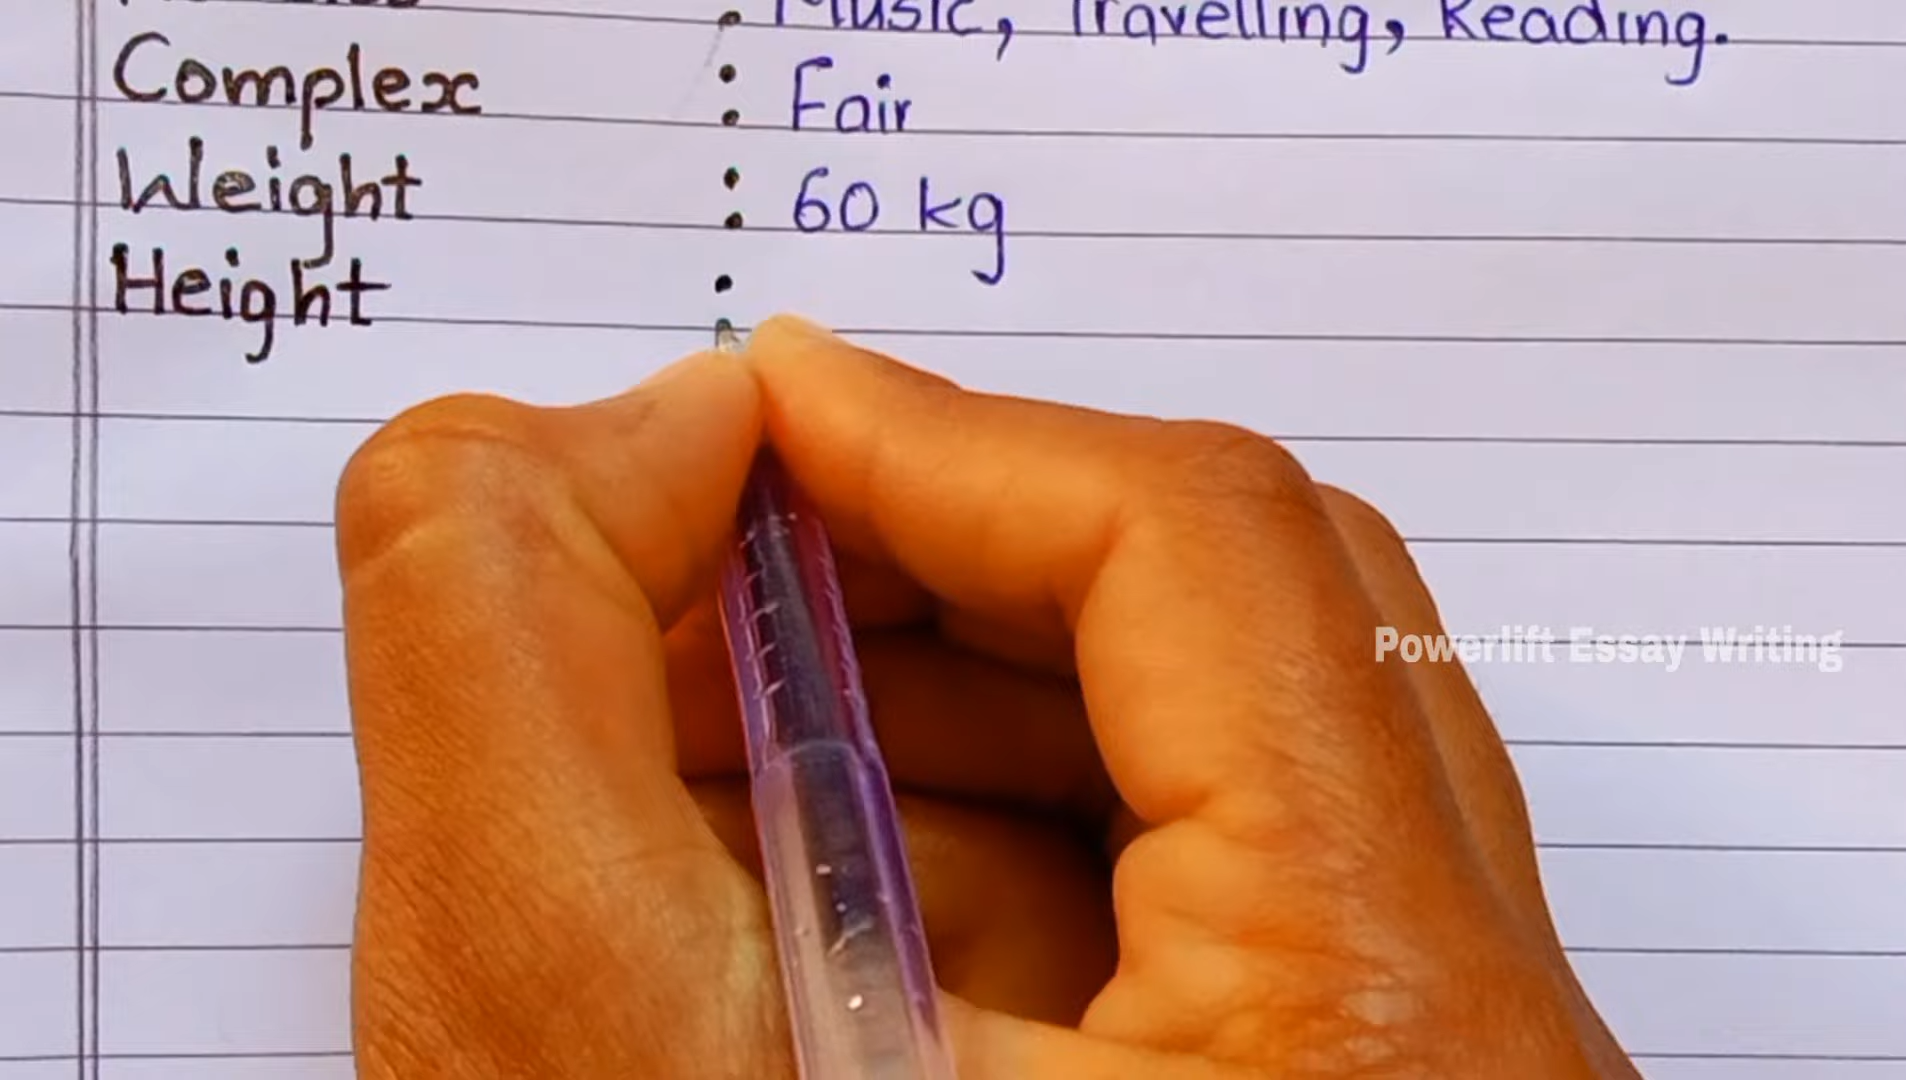 : Music, Travelling, Reading.
Complex : Fair
Weight : 60 kg
Height :
Powerlift Essay Writing